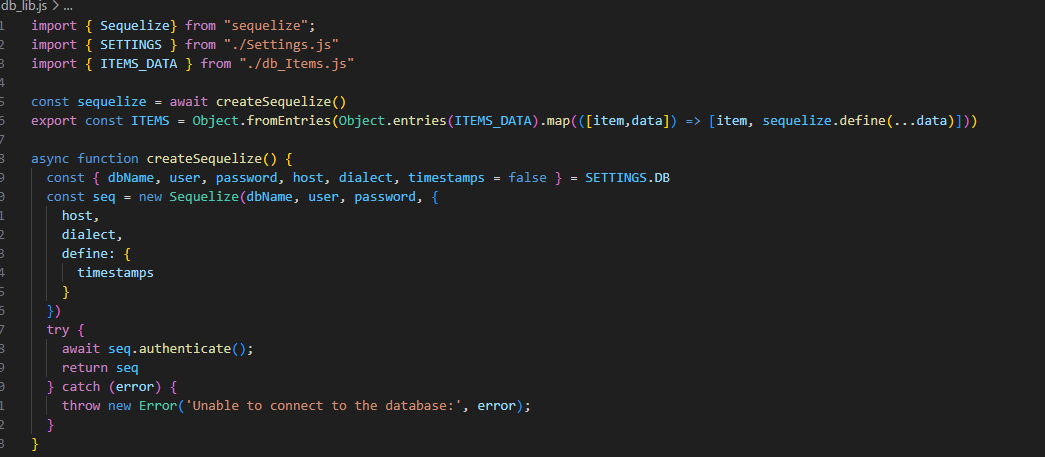 db_lib.js > ...
1 import { Sequelize} from "sequelize";
2 import { SETTINGS } from "./Settings.js"
3 import { ITEMS_DATA } from "./db_Items.js"
4
5 const sequelize = await createSequelize()
6 export const ITEMS = Object.fromEntries(Object.entries(ITEMS_DATA).map(([item,data]) => [item, sequelize.define(...data)]))
7
8 async function createSequelize() {
9   const { dbName, user, password, host, dialect, timestamps = false } = SETTINGS.DB
0   const seq = new Sequelize(dbName, user, password, {
1     host,
2     dialect,
3     define: {
4       timestamps
5     }
6   })
7   try {
8     await seq.authenticate();
9     return seq
0   } catch (error) {
1     throw new Error('Unable to connect to the database:', error);
2   }
3 }